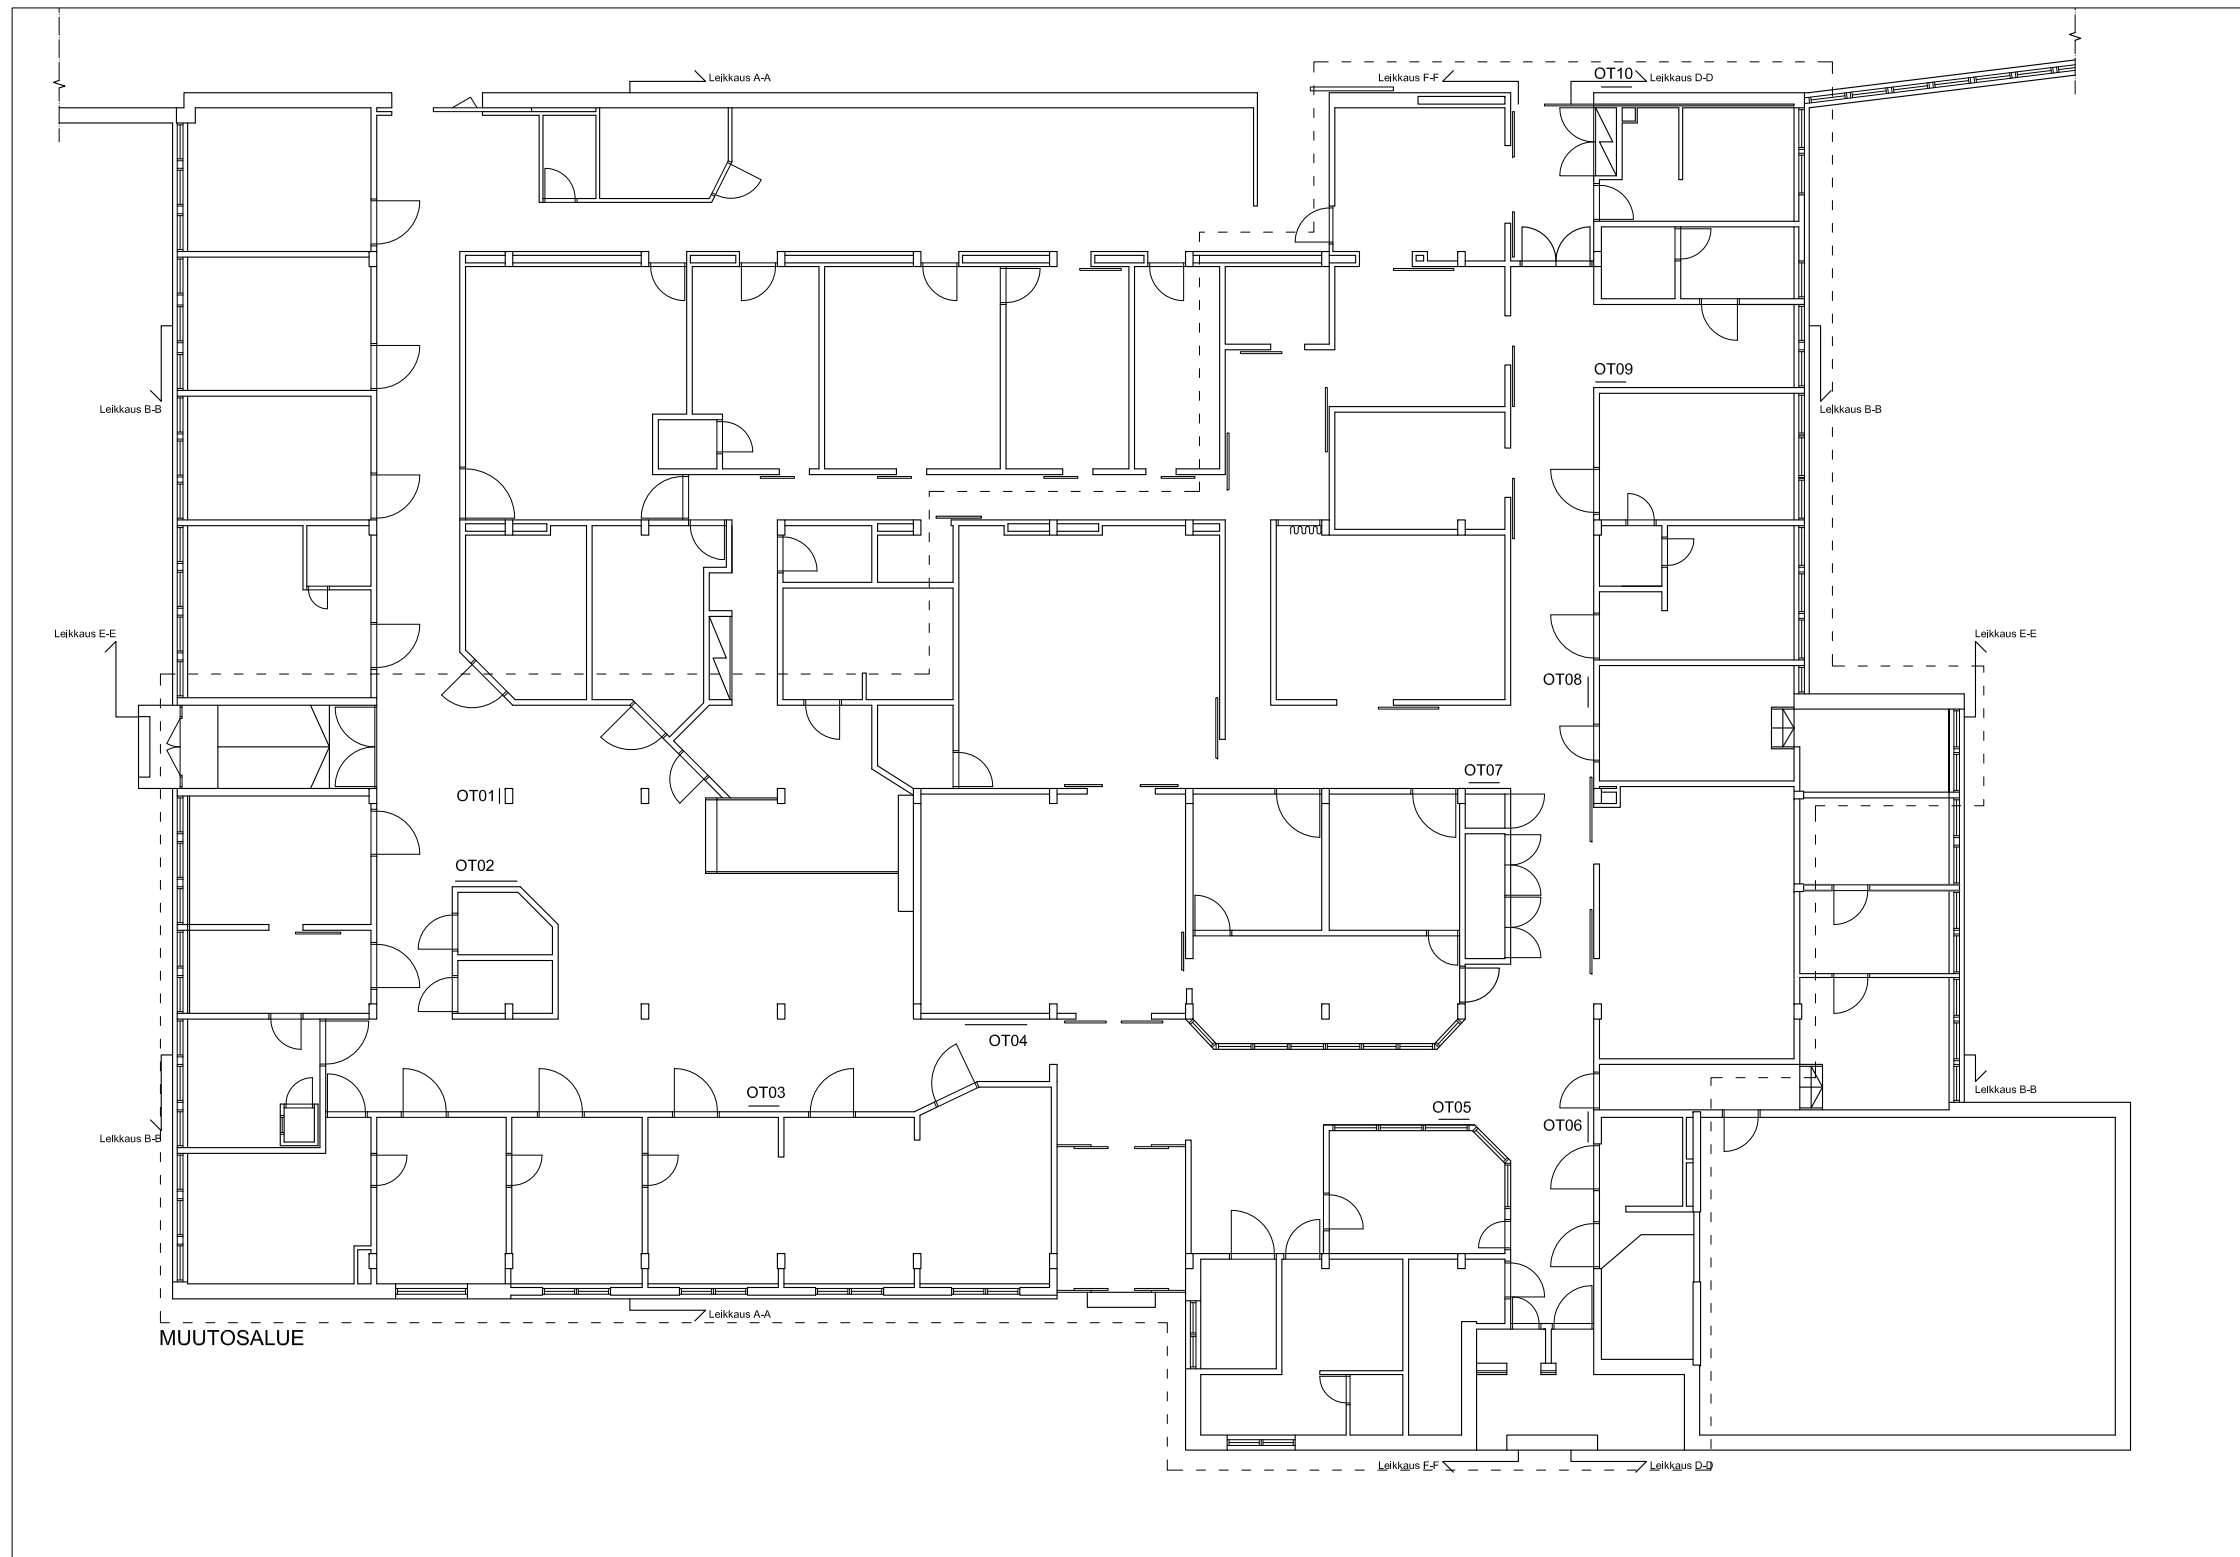 Leikkaus A-A
Leikkaus F-F
OT10
Leikkaus D-D
OT09
Leikkaus B-B
Leikkaus B-B
Leikkaus E-E
Leikkaus E-E
OT08
OT07
OT01
OT02
OT04
OT03
OT05
OT06
Leikkaus B-B
Leikkaus B-B
Leikkaus A-A
MUUTOSALUE
Leikkaus F-F
Leikkaus D-D